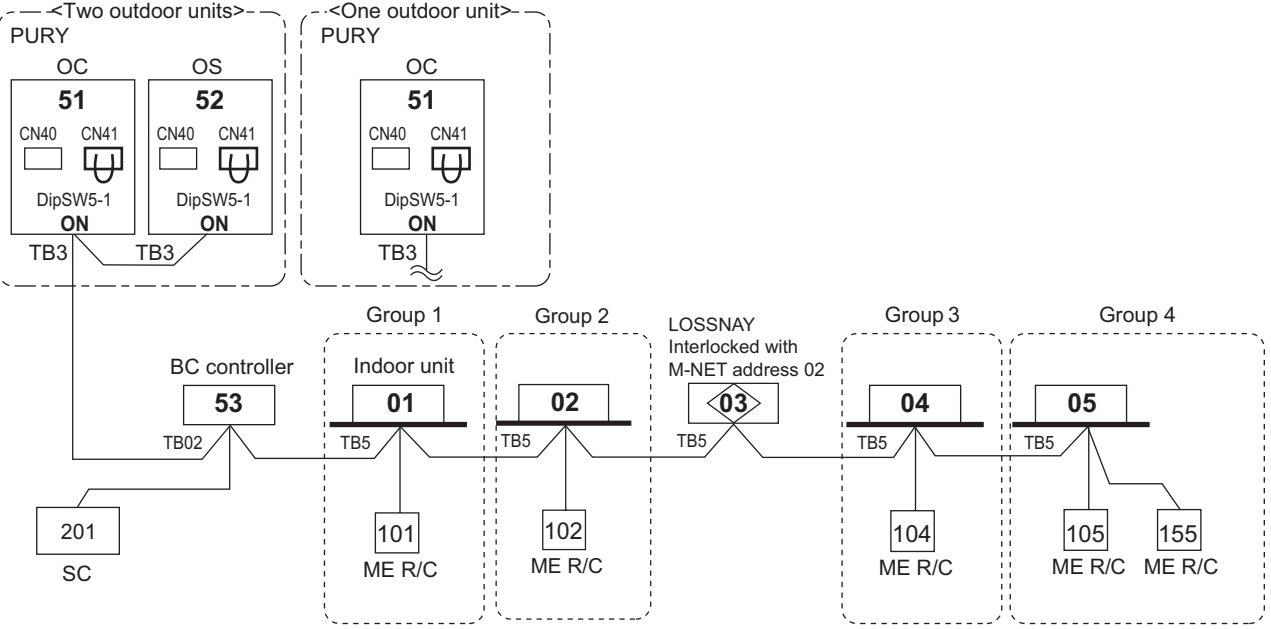 <Two outdoor units>
PURY
OC
OS
51
52
CN40 CN41
CN40 CN41
DipSW5-1
DipSW5-1
ON
ON
TB3
TB3
<One outdoor unit>
PURY
OC
51
CN40 CN41
DipSW5-1
ON
TB3
BC controller
53
TB02
201
SC
Group 1
Indoor unit
01
TB5
101
ME R/C
Group 2
02
TB5
102
ME R/C
LOSSNAY
Interlocked with
M-NET address 02
03
TB5
Group 3
04
TB5
104
ME R/C
Group 4
05
TB5
105
155
ME R/C
ME R/C